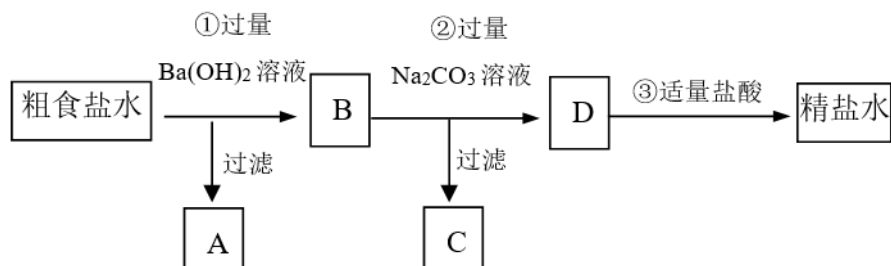 ①过量
Ba(OH)2 溶液
②过量
Na2CO3 溶液
粗食盐水
B
D
③适量盐酸
精盐水
过滤
过滤
A
C